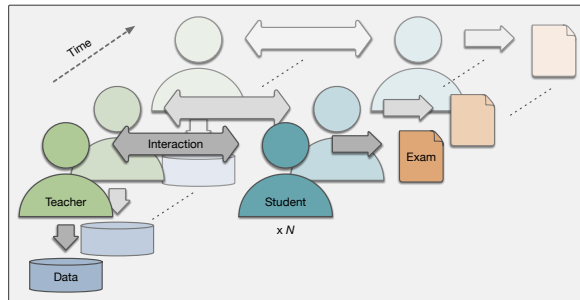 Time
Interaction
Exam
Teacher
Student
x N
Data